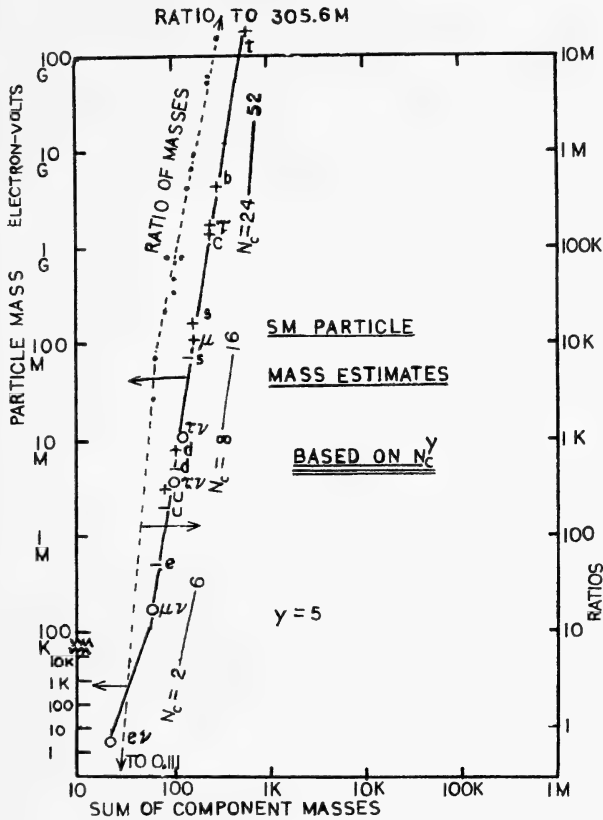 RATIO TO 305.6M
PARTICLE MASS ELECTRON-VOLTS
100 G
10 G
1 G
100 M
10 M
1 M
100 K
10K
1K
100
10
1
RATIO OF MASSES
t
b
τ
c
s
μ
s
τν
d
d
τν
u
u
e
μν
eν
N_c=24 52
N_c=8 16
N_c=2 6
SM PARTICLE
MASS ESTIMATES
BASED ON N_c^y
y=5
TO 0.111
10M
1M
100K
10K
1K
100
10
1
RATIOS
10 100 1K 10K 100K 1M
SUM OF COMPONENT MASSES